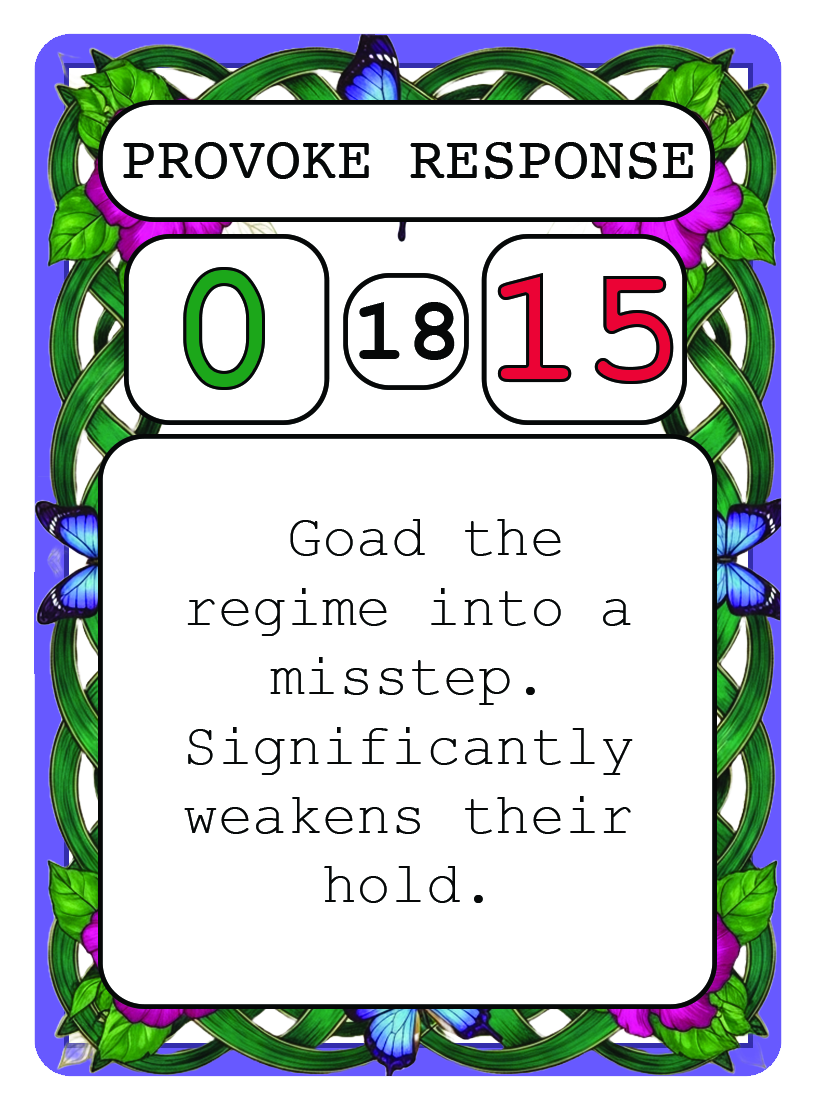 PROVOKE RESPONSE
0 18 15
Goad the
regime into a
misstep.
Significantly
weakens their
hold.